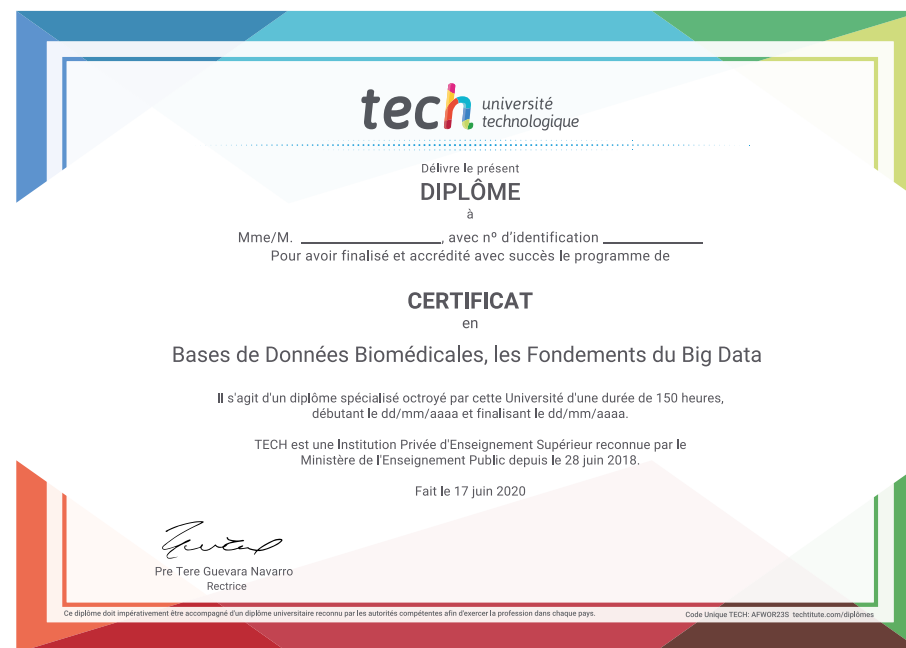 tech université
technologique
Délivre le présent
DIPLÔME
à
Mme/M. ____________________, avec nº d'identification ______________
Pour avoir finalisé et accrédité avec succès le programme de
CERTIFICAT
en
Bases de Données Biomédicales, les Fondements du Big Data
Il s'agit d'un diplôme spécialisé octroyé par cette Université d'une durée de 150 heures,
débutant le dd/mm/aaaa et finalisant le dd/mm/aaaa.
TECH est une Institution Privée d'Enseignement Supérieur reconnue par le
Ministère de l'Enseignement Public depuis le 28 juin 2018.
Fait le 17 juin 2020
Pre Tere Guevara Navarro
Rectrice
Ce diplôme doit impérativement être accompagné d'un diplôme universitaire reconnu par les autorités compétentes afin d'exercer la profession dans chaque pays.
Code Unique TECH: AFWOR23S techtitute.com/diplômes